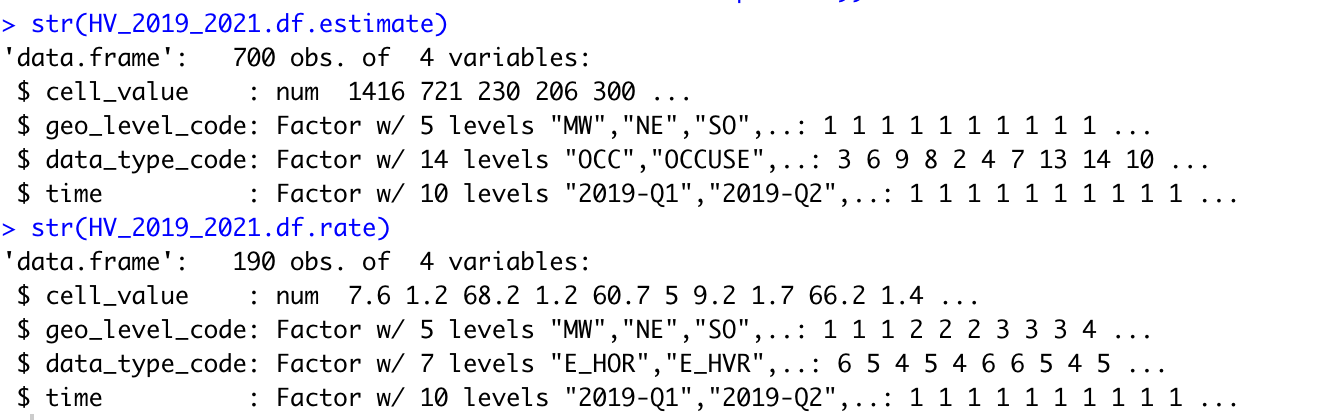 > str(HV_2019_2021.df.estimate)
'data.frame':   700 obs. of  4 variables:
 $ cell_value    : num  1416 721 230 206 300 ...
 $ geo_level_code: Factor w/ 5 levels "MW","NE","SO",..: 1 1 1 1 1 1 1 1 1 1 ...
 $ data_type_code: Factor w/ 14 levels "OCC","OCCUSE",..: 3 6 9 8 2 4 7 13 14 10 ...
 $ time          : Factor w/ 10 levels "2019-Q1","2019-Q2",..: 1 1 1 1 1 1 1 1 1 1 ...
> str(HV_2019_2021.df.rate)
'data.frame':   190 obs. of  4 variables:
 $ cell_value    : num  7.6 1.2 68.2 1.2 60.7 5 9.2 1.7 66.2 1.4 ...
 $ geo_level_code: Factor w/ 5 levels "MW","NE","SO",..: 1 1 1 2 2 2 3 3 3 4 ...
 $ data_type_code: Factor w/ 7 levels "E_HOR","E_HVR",..: 6 5 4 5 4 6 6 5 4 5 ...
 $ time          : Factor w/ 10 levels "2019-Q1","2019-Q2",..: 1 1 1 1 1 1 1 1 1 1 ...